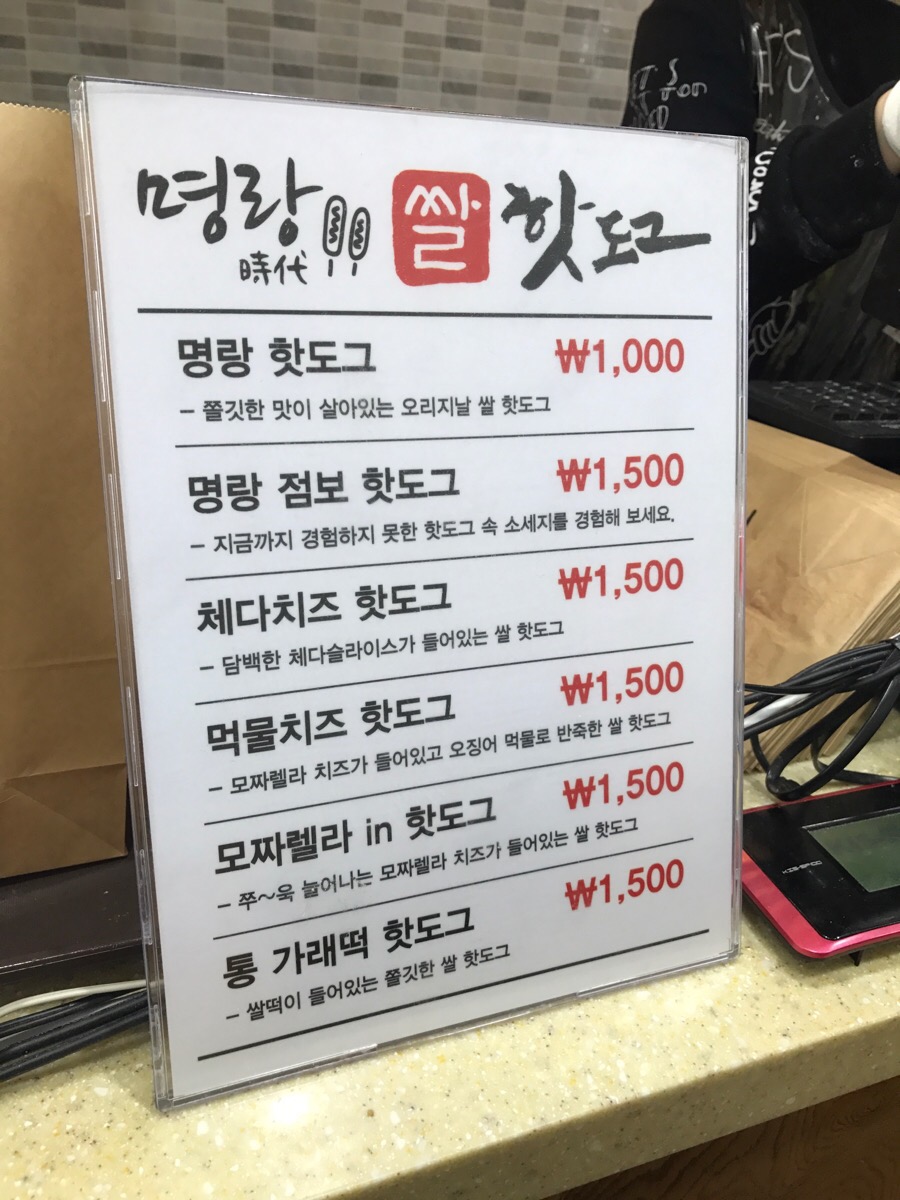 명랑 쌀 핫도그
時代
명랑 핫도그 ₩1,000
- 쫄깃한 맛이 살아있는 오리지날 쌀 핫도그
명랑 점보 핫도그 ₩1,500
- 지금까지 경험하지 못한 핫도그 속 소세지를 경험해 보세요.
체다치즈 핫도그 ₩1,500
- 담백한 체다슬라이스가 들어있는 쌀 핫도그
먹물치즈 핫도그 ₩1,500
- 모짜렐라 치즈가 들어있고 오징어 먹물로 반죽한 쌀 핫도그
모짜렐라 in 핫도그 ₩1,500
- 쭈~욱 늘어나는 모짜렐라 치즈가 들어있는 쌀 핫도그
통 가래떡 핫도그 ₩1,500
- 쌀떡이 들어있는 쫄깃한 쌀 핫도그